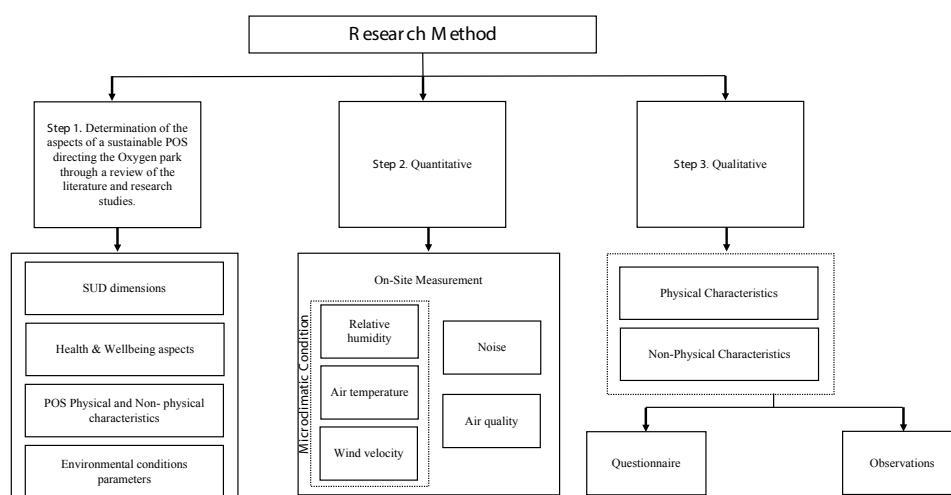 Research Method
Step 1. Determination of the
aspects of a sustainable POS
directing the Oxygen park
through a review of the
literature and research
studies.
Step 2. Quantitative
Step 3. Qualitative
SUD dimensions
Health & Wellbeing aspects
POS Physical and Non- physical
characteristics
Environmental conditions
parameters
On-Site Measurement
Microclimatic Condition
Relative
humidity
Air temperature
Wind velocity
Noise
Air quality
Physical Characteristics
Non-Physical Characteristics
Questionnaire
Observations